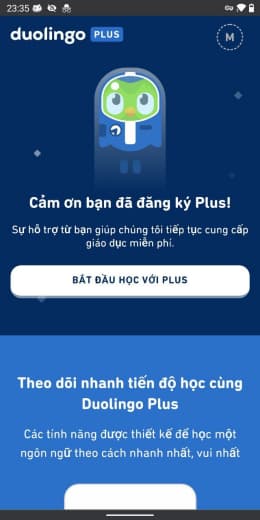 23:35
duolingo PLUS
M
Cảm ơn bạn đã đăng ký Plus!
Sự hỗ trợ từ bạn giúp chúng tôi tiếp tục cung cấp
giáo dục miễn phí.
BẮT ĐẦU HỌC VỚI PLUS
Theo dõi nhanh tiến độ học cùng
Duolingo Plus
Các tính năng được thiết kế để học một
ngôn ngữ theo cách nhanh nhất, vui nhất